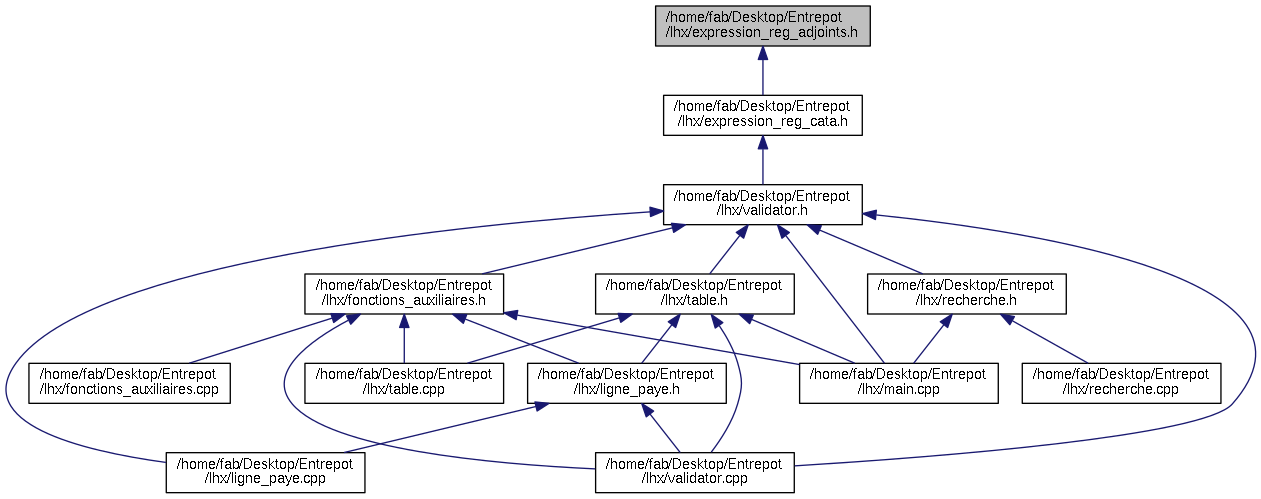 /home/fab/Desktop/Entrepot
/lhx/expression_reg_adjoints.h
/home/fab/Desktop/Entrepot
/lhx/expression_reg_cata.h
/home/fab/Desktop/Entrepot
/lhx/validator.h
/home/fab/Desktop/Entrepot
/lhx/fonctions_auxiliaires.h
/home/fab/Desktop/Entrepot
/lhx/table.h
/home/fab/Desktop/Entrepot
/lhx/recherche.h
/home/fab/Desktop/Entrepot
/lhx/fonctions_auxiliaires.cpp
/home/fab/Desktop/Entrepot
/lhx/table.cpp
/home/fab/Desktop/Entrepot
/lhx/ligne_paye.h
/home/fab/Desktop/Entrepot
/lhx/main.cpp
/home/fab/Desktop/Entrepot
/lhx/recherche.cpp
/home/fab/Desktop/Entrepot
/lhx/ligne_paye.cpp
/home/fab/Desktop/Entrepot
/lhx/validator.cpp